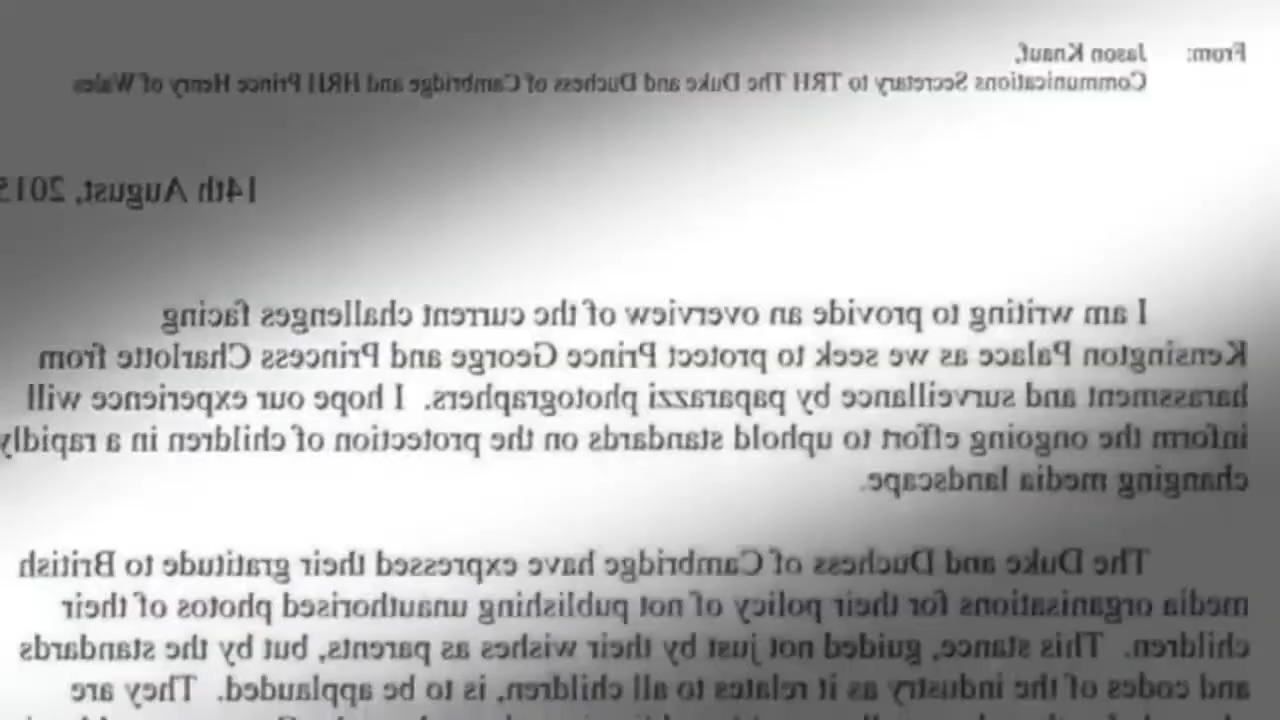 From: Jason Knauf,
Communications Secretary to TRH The Duke and Duchess of Cambridge and HRH Prince Henry of Wales
14th August, 2015
I am writing to provide an overview of the current challenges facing
Kensington Palace as we seek to protect Prince George and Princess Charlotte from
harassment and surveillance by paparazzi photographers. I hope our experience will
inform the ongoing effort to uphold standards on the protection of children in a rapidly
changing media landscape.
The Duke and Duchess of Cambridge have expressed their gratitude to British
media organisations for their policy of not publishing unauthorised photos of their
children. This stance, guided not just by their wishes as parents, but by the standards
and codes of the industry as it relates to all children, is to be applauded. They are